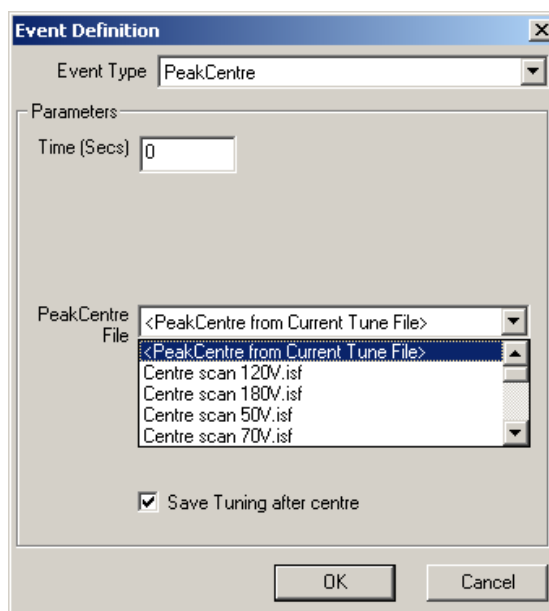 Event Definition
Event Type PeakCentre
Parameters
Time (Secs) 0
PeakCentre File <PeakCentre from Current Tune File>
<PeakCentre from Current Tune File>
Centre scan 120V.isf
Centre scan 180V.isf
Centre scan 50V.isf
Centre scan 70V.isf
Save Tuning after centre
OK Cancel